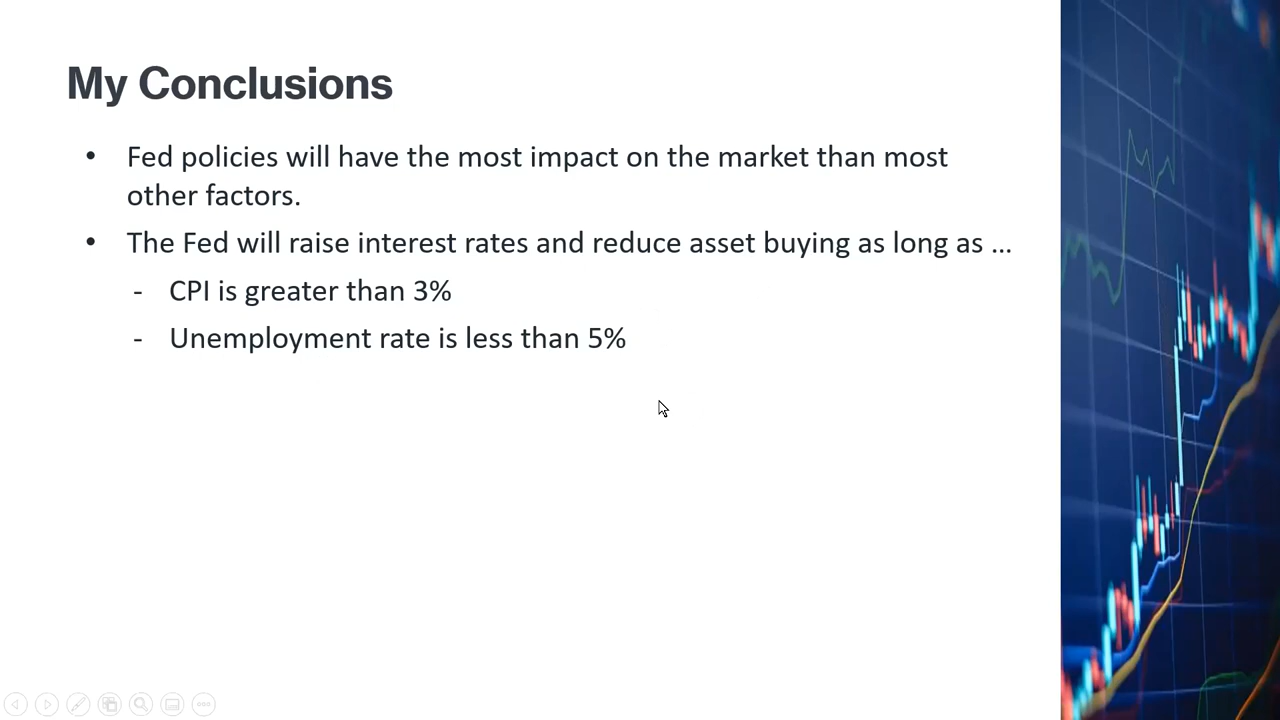 My Conclusions
• Fed policies will have the most impact on the market than most
other factors.
• The Fed will raise interest rates and reduce asset buying as long as ...
- CPI is greater than 3%
- Unemployment rate is less than 5%